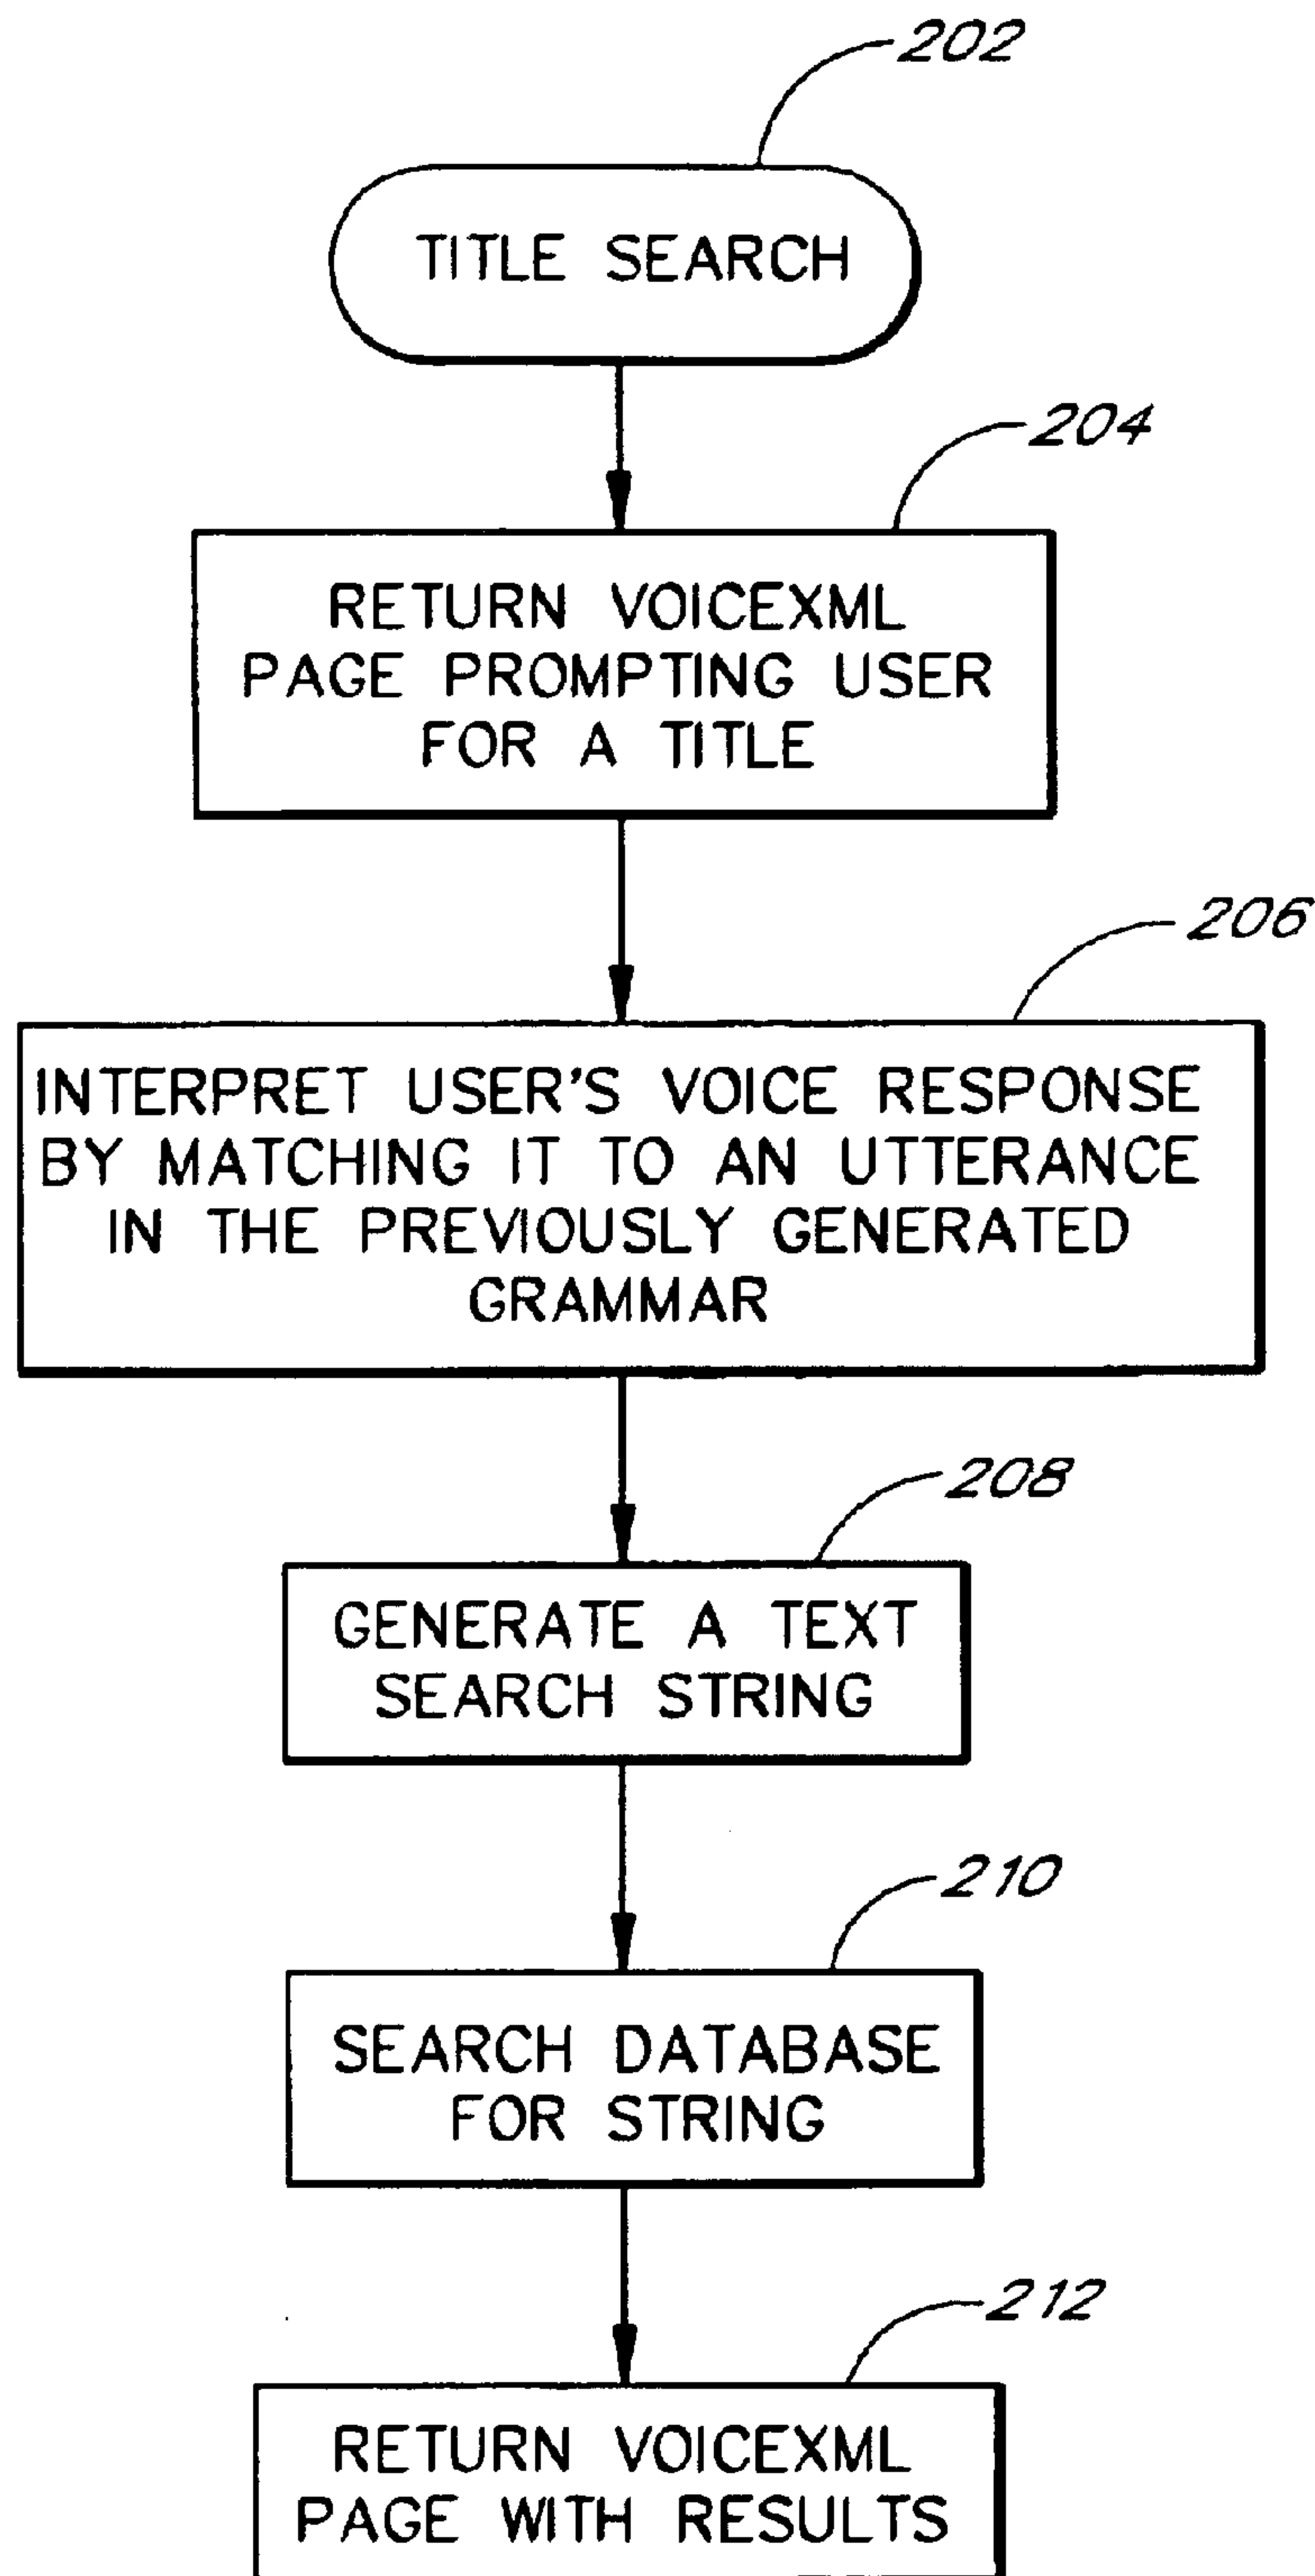 202
TITLE SEARCH
204
RETURN VOICEXML
PAGE PROMPTING USER
FOR A TITLE
206
INTERPRET USER'S VOICE RESPONSE
BY MATCHING IT TO AN UTTERANCE
IN THE PREVIOUSLY GENERATED
GRAMMAR
208
GENERATE A TEXT
SEARCH STRING
210
SEARCH DATABASE
FOR STRING
212
RETURN VOICEXML
PAGE WITH RESULTS